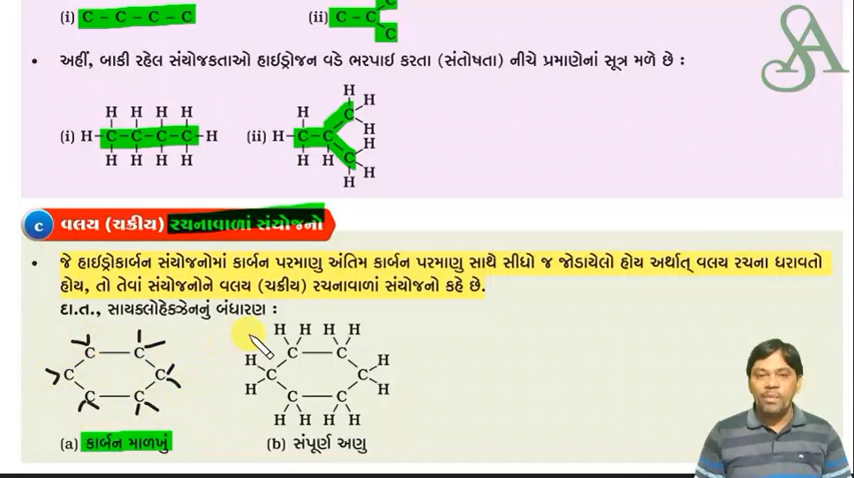 (i) C – C – C – C (ii) C – C C C
• અહીં, બાકી રહેલ સંયોજકતાઓ હાઈડ્રોજન વડે ભરપાઈ કરતા (સંતોષતા) નીચે પ્રમાણેનાં સૂત્ર મળે છે :
H H H H H H H
(i) H–C–C–C–C–H (ii) H–C–C C H
H H H H H H C H H H
c વલય (ચક્રીય) રચનાવાળાં સંયોજનો
• જે હાઈડ્રોકાર્બન સંયોજનોમાં કાર્બન પરમાણુ અંતિમ કાર્બન પરમાણુ સાથે સીધો જ જોડાયેલો હોય અર્થાત્ વલય રચના ધરાવતો
હોય, તો તેવાં સંયોજનોને વલય (ચક્રીય) રચનાવાળાં સંયોજનો કહે છે.
દા.ત., સાયક્લોહેક્ઝેનનું બંધારણ :
H H H H
C — C H C — C H
C C H C C H
C — C C — C
H H H H
(a) કાર્બન માળખું (b) સંપૂર્ણ અણુ